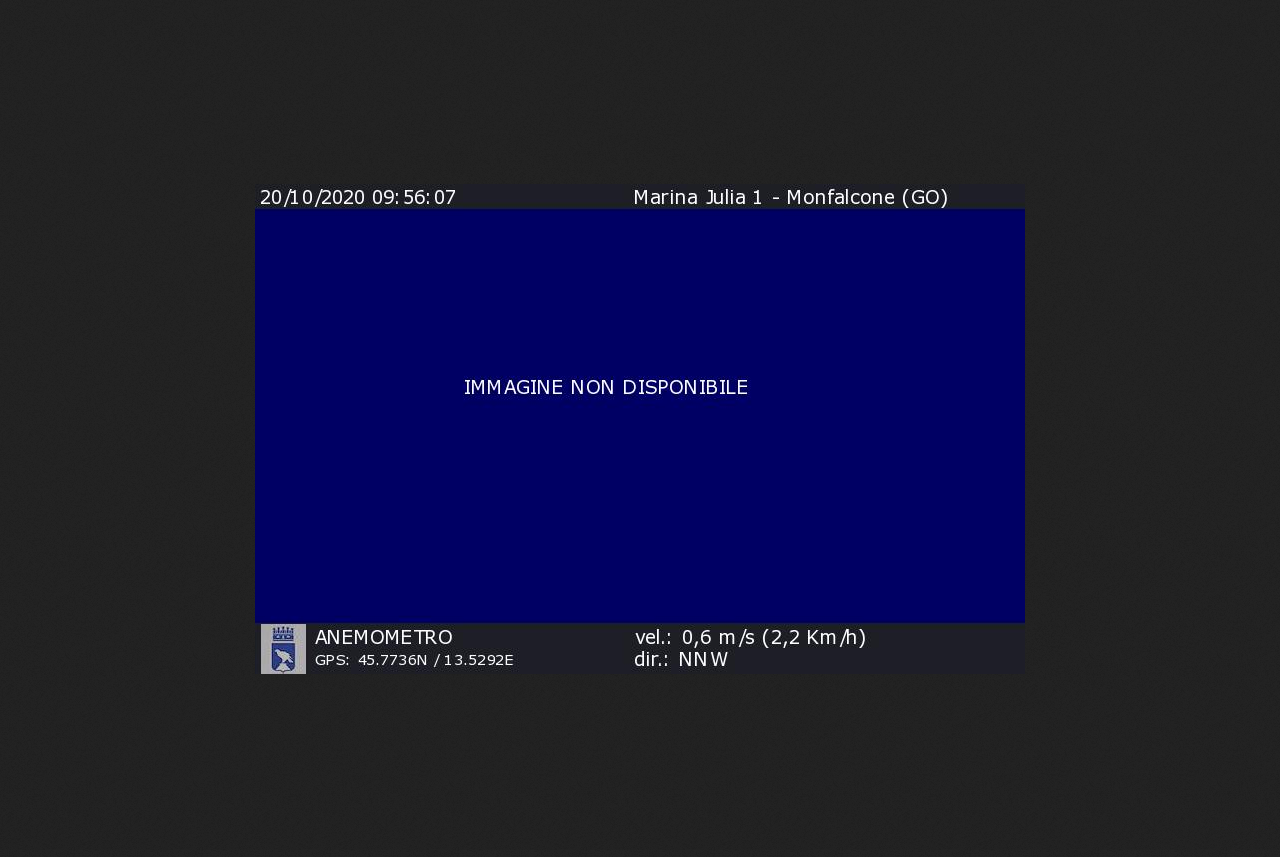 20/10/2020 09:56:07 Marina Julia 1 - Monfalcone (GO)
IMMAGINE NON DISPONIBILE
ANEMOMETRO vel.: 0,6 m/s (2,2 Km/h)
GPS: 45.7736N / 13.5292E dir.: NNW